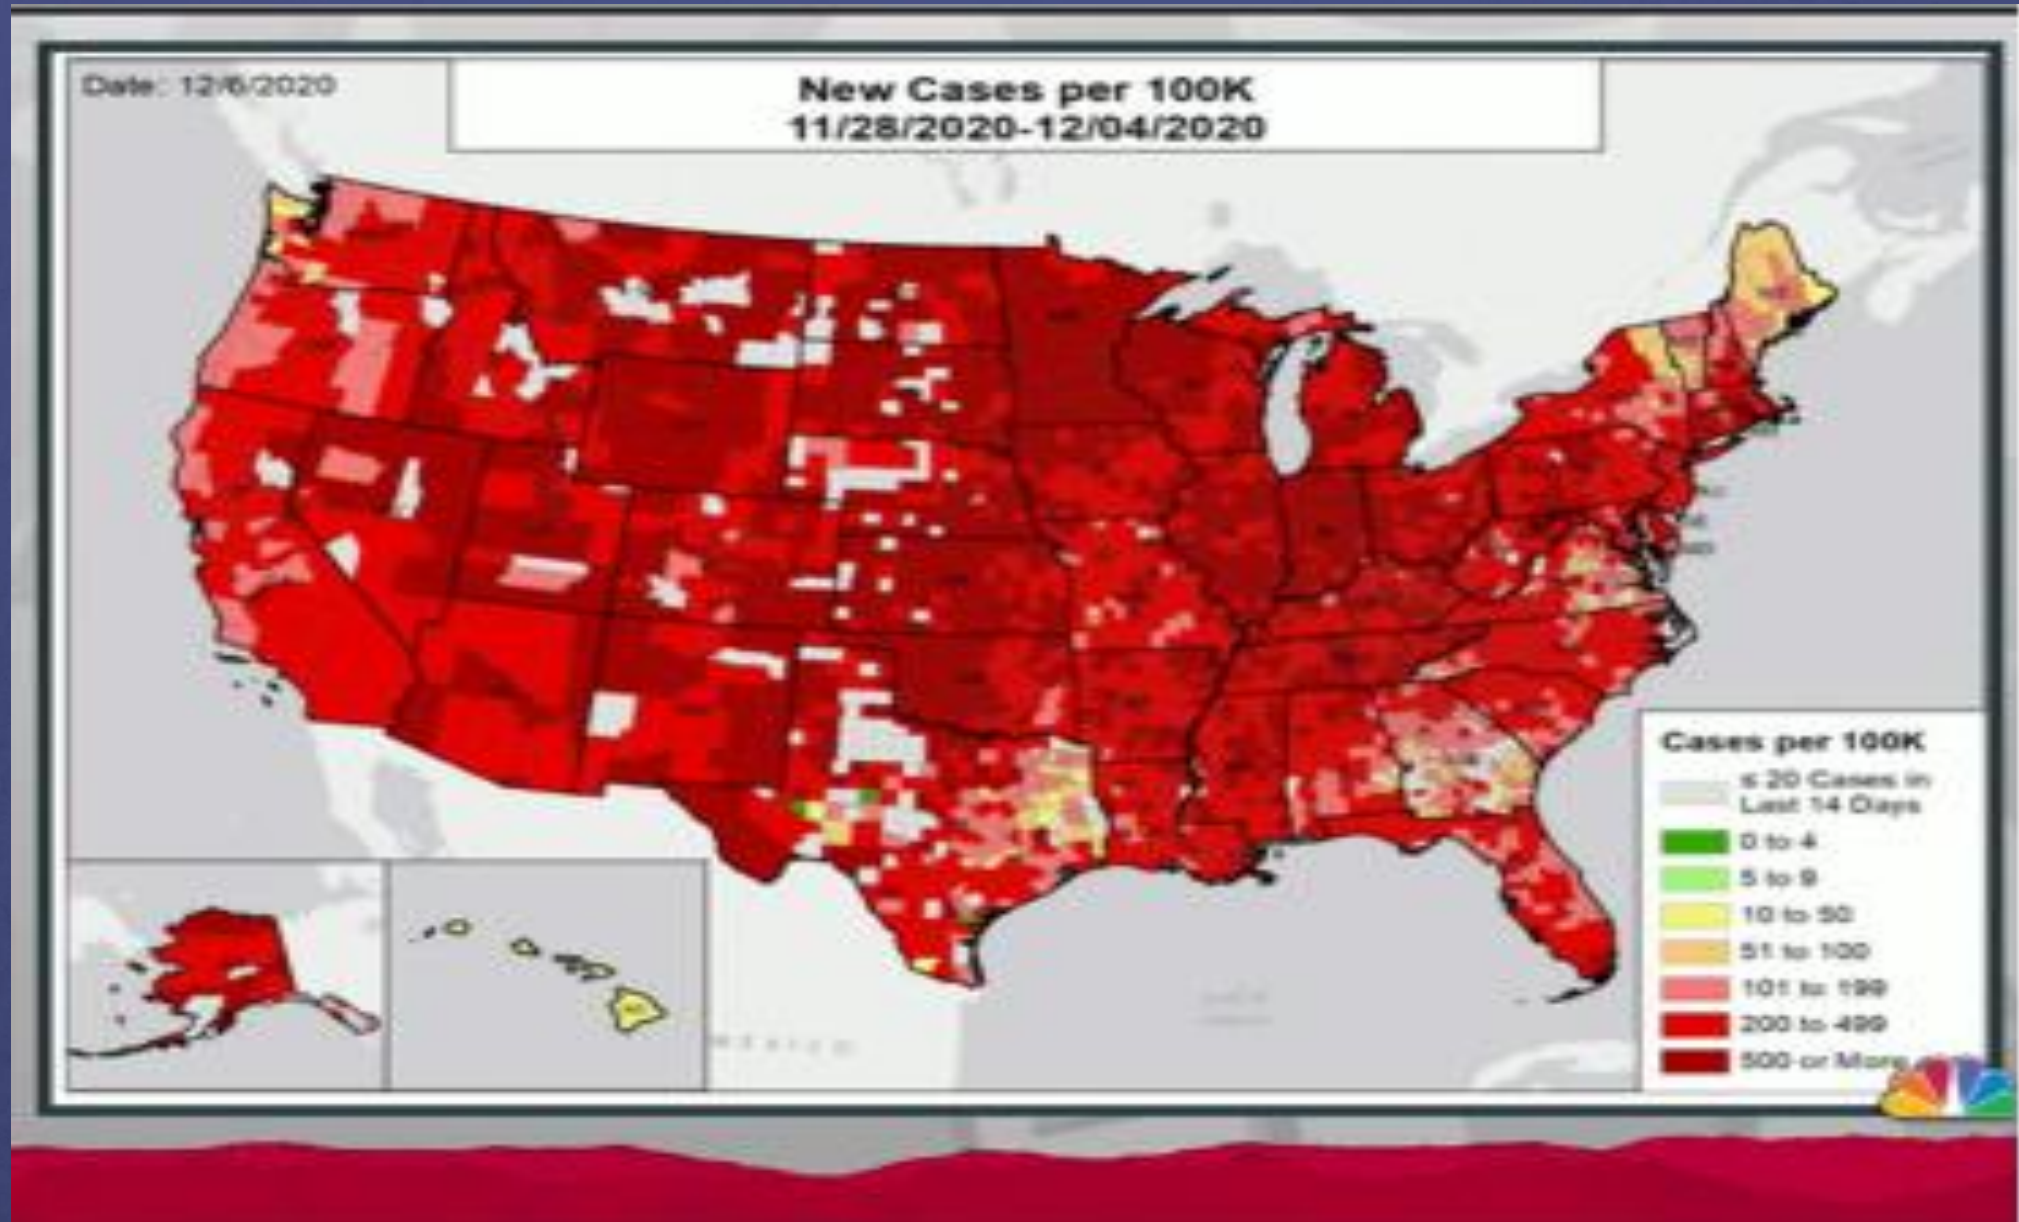 Date: 12/6/2020
New Cases per 100K
11/28/2020-12/04/2020
Cases per 100K
≤ 20 Cases in
Last 14 Days
0 to 4
5 to 9
10 to 50
51 to 100
101 to 199
200 to 499
500 or More